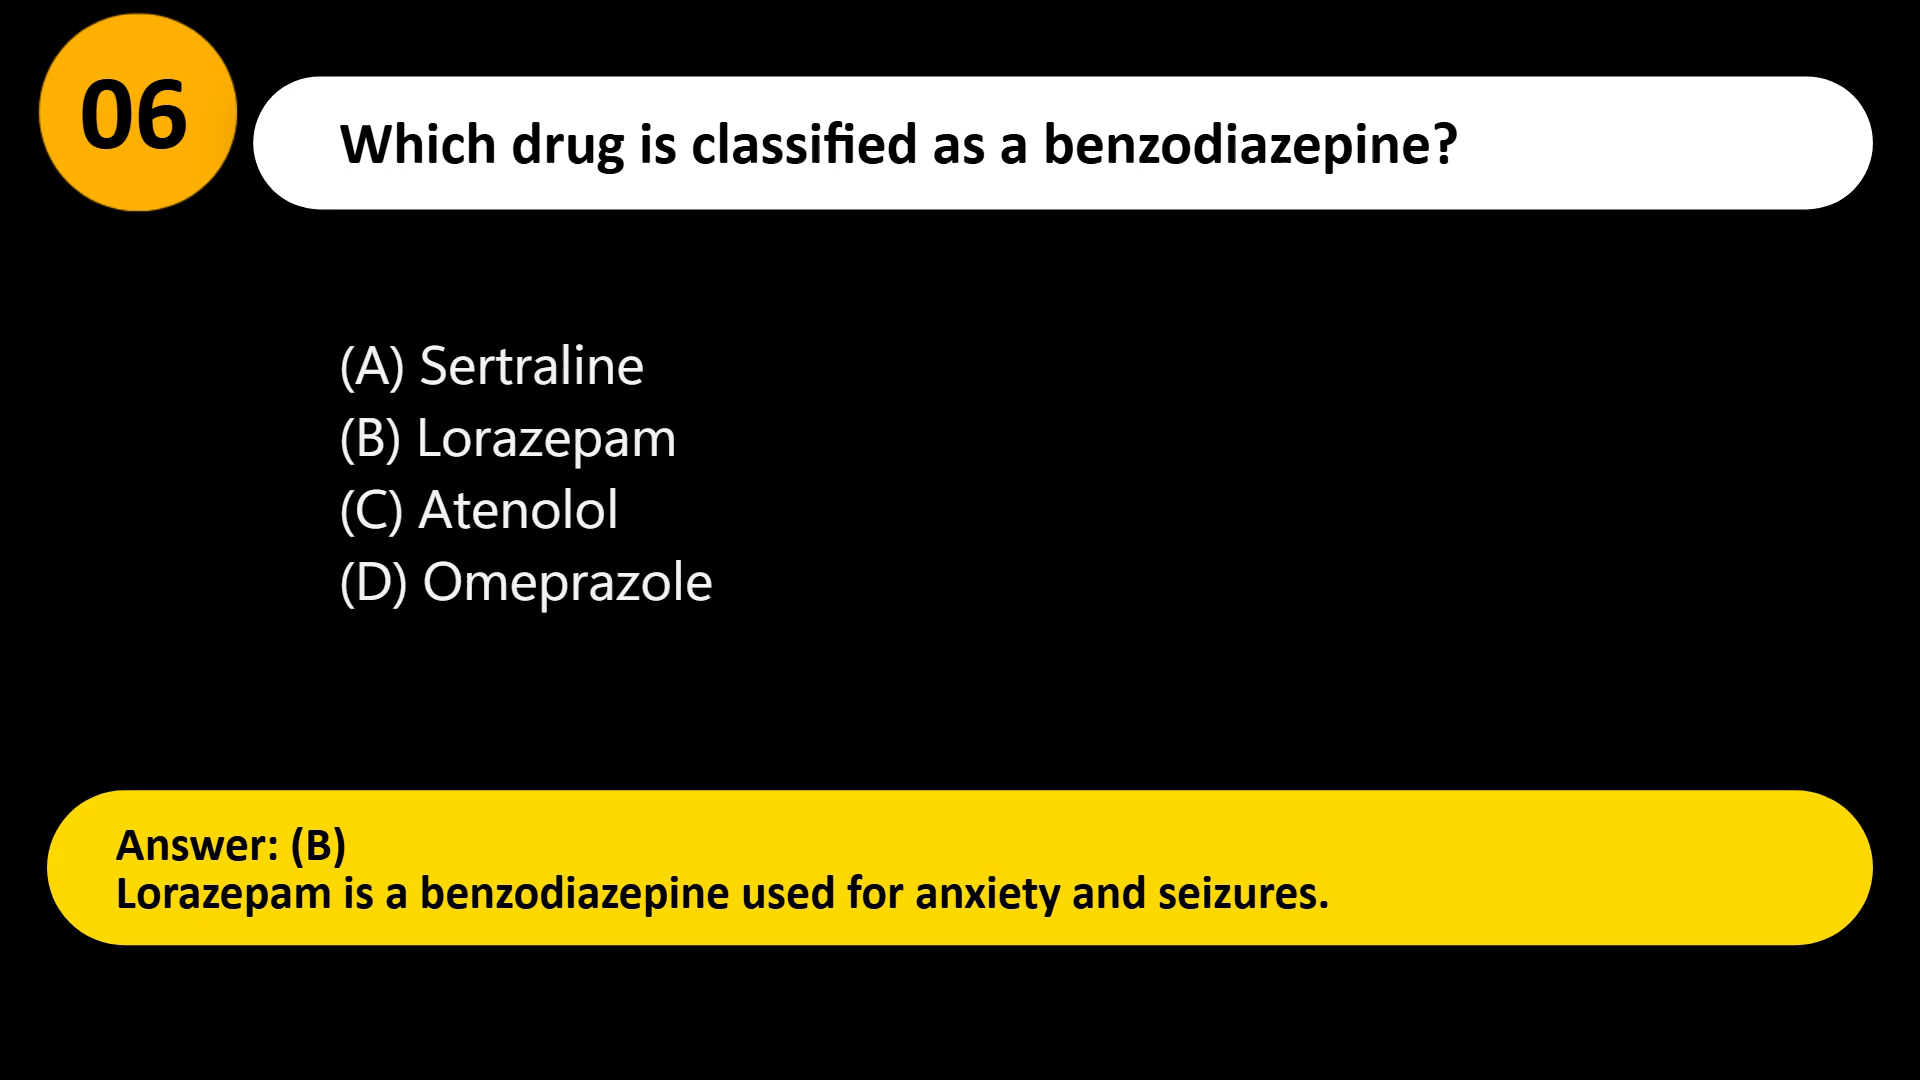 06
Which drug is classified as a benzodiazepine?
(A) Sertraline
(B) Lorazepam
(C) Atenolol
(D) Omeprazole
Answer: (B)
Lorazepam is a benzodiazepine used for anxiety and seizures.